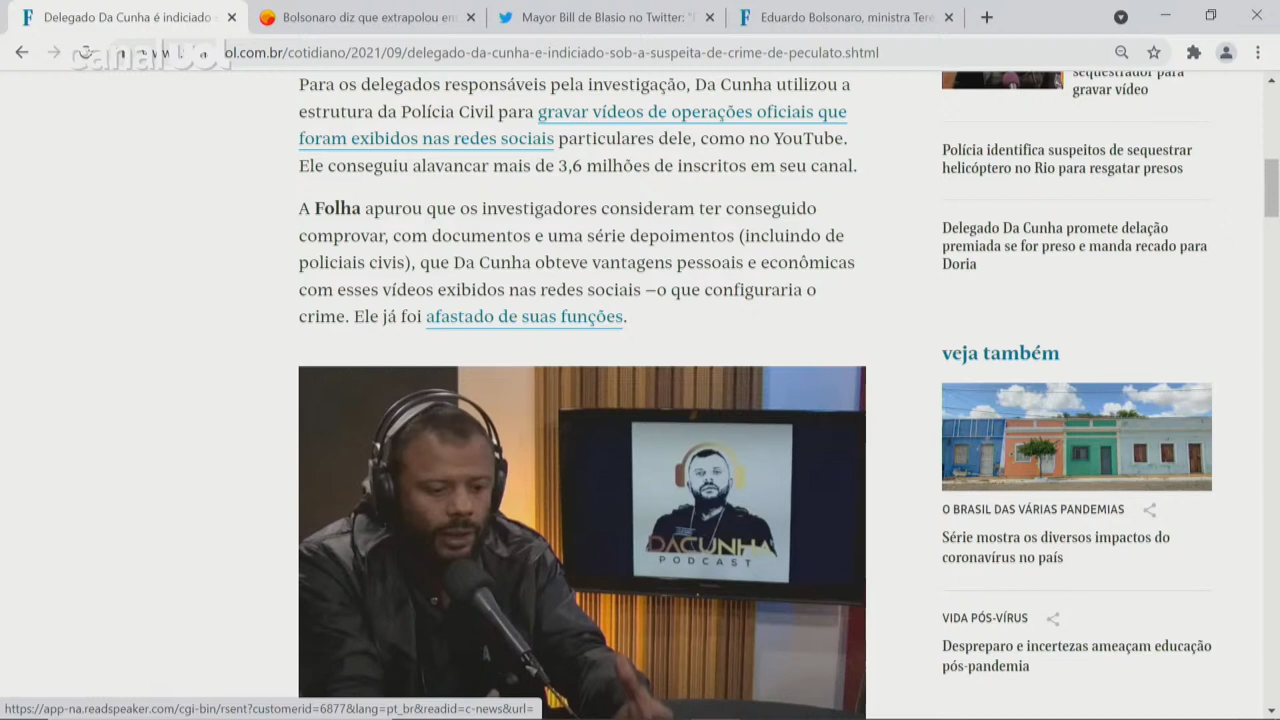 Delegado Da Cunha é indiciado
Bolsonaro diz que extrapolou em
Mayor Bill de Blasio no Twitter: "
Eduardo Bolsonaro, ministra Tere
canal UOL
ol.com.br/cotidiano/2021/09/delegado-da-cunha-e-indiciado-sob-a-suspeita-de-crime-de-peculato.shtml
Para os delegados responsáveis pela investigação, Da Cunha utilizou a
estrutura da Polícia Civil para gravar vídeos de operações oficiais que
foram exibidos nas redes sociais particulares dele, como no YouTube.
Ele conseguiu alavancar mais de 3,6 milhões de inscritos em seu canal.
A Folha apurou que os investigadores consideram ter conseguido
comprovar, com documentos e uma série depoimentos (incluindo de
policiais civis), que Da Cunha obteve vantagens pessoais e econômicas
com esses vídeos exibidos nas redes sociais —o que configuraria o
crime. Ele já foi afastado de suas funções.
DACUNHA
PODCAST
sequestrador para
gravar vídeo
Polícia identifica suspeitos de sequestrar
helicóptero no Rio para resgatar presos
Delegado Da Cunha promete delação
premiada se for preso e manda recado para
Doria
veja também
O BRASIL DAS VÁRIAS PANDEMIAS
Série mostra os diversos impactos do
coronavírus no país
VIDA PÓS-VÍRUS
Despreparo e incertezas ameaçam educação
pós-pandemia
https://app-na.readspeaker.com/cgi-bin/rsent?customerid=6877&lang=pt_br&readid=c-news&url=